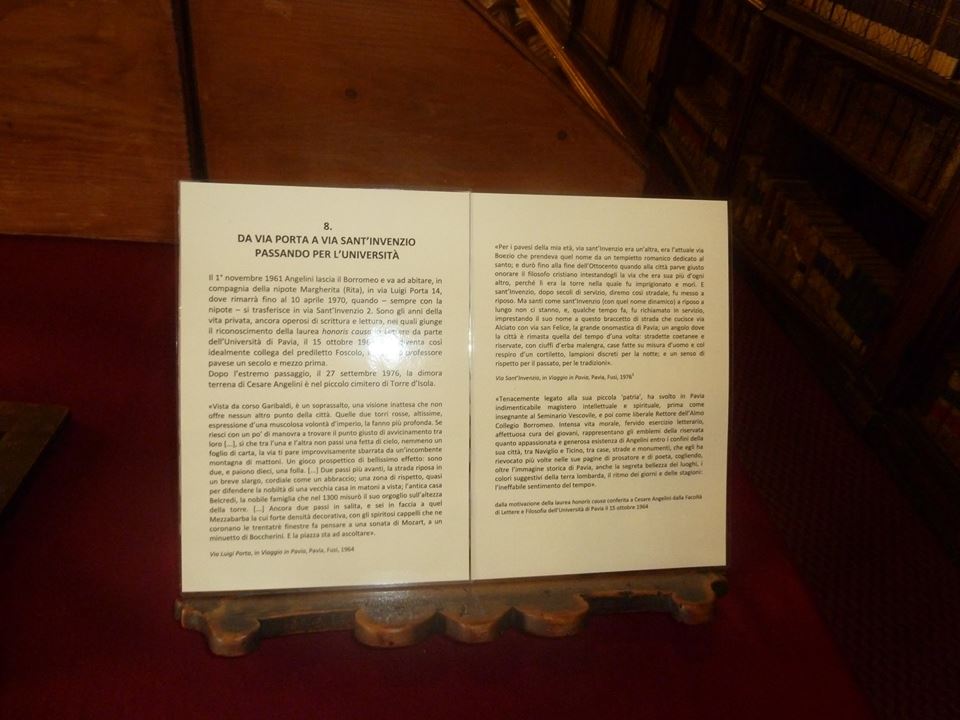 8.
DA VIA PORTA A VIA SANT'INVENZIO
PASSANDO PER L'UNIVERSITÀ
Il 1° novembre 1961 Angelini lascia il Borromeo e va ad abitare, in
compagnia della nipote Margherita (Rita), in via Luigi Porta 14,
dove rimarrà fino al 10 aprile 1970, quando – sempre con la
nipote – si trasferisce in via Sant'Invenzio 2. Sono gli anni della
vita privata, ancora operosi di scrittura e lettura, nei quali giunge
il riconoscimento della laurea honoris causa in Lettere da parte
dell'Università di Pavia, il 15 ottobre diventa così
idealmente collega del prediletto Foscolo, professore
pavese un secolo e mezzo prima.
Dopo l'estremo passaggio, il 27 settembre 1976, la dimora
terrena di Cesare Angelini è nel piccolo cimitero di Torre d'Isola.
«Vista da corso Garibaldi, è un soprassalto, una visione inattesa che non
offre nessun altro punto della città. Quelle due torri rosse, altissime,
espressione d'una muscolosa volontà d'imperio, la fanno più profonda. Se
riesci con un po' di manovra a trovare il punto giusto di avvicinamento tra
loro [...], sì che tra l'una e l'altra non passi una fetta di cielo, nemmeno un
foglio di carta, la via ti pare improvvisamente sbarrata da un'incombente
montagna di mattoni. Un gioco prospettico di bellissimo effetto: sono
due, e paiono dieci, una folla. [...] Due passi più avanti, la strada riposa in
un breve slargo, cordiale come un abbraccio; una zona di rispetto, quasi
per difendere la nobiltà di una vecchia casa in matoni a vista; l'antica casa
Belcredi, la nobile famiglia che nel 1300 misurò il suo orgoglio sull'altezza
della torre. [...] Ancora due passi in salita, e sei in faccia a quel
Mezzabarba la cui forte densità decorativa, con gli spiritosi cappelli che ne
coronano le trentatrè finestre fa pensare a una sonata di Mozart, a un
minuetto di Boccherini. E la piazza sta ad ascoltare».
Via Luigi Porta, in Viaggio in Pavia, Pavia, Fusi, 1964
«Per i pavesi della mia età, via sant'Invenzio era un'altra, era l'attuale via
Boezio che prendeva quel nome da un tempietto romanico dedicato al
santo; e durò fino alla fine dell'Ottocento quando alla città parve giusto
onorare il filosofo cristiano intestandogli la via che era sua più d'ogni
altro, perché lì era la torre nella quale fu imprigionato e morì. E
sant'Invenzio, dopo secoli di servizio, diremo così stradale, fu messo a
riposo. Ma santi come sant'Invenzio (con quel nome dinamico) a riposo a
lungo non ci stanno, e, qualche tempo fa, fu richiamato in servizio,
imprestando il suo nome a questo braccetto di strada che cucisce via
Alciato con via san Felice, la grande onomastica di Pavia; un angolo dove
la città è rimasta quella del tempo d'una volta: stradette coetanee e
riservate, con ciuffi d'erba malengra, case fatte su misura d'uomo e col
respiro d'un cortiletto, lampioni discreti per la notte; e un senso di
rispetto per il passato, per le tradizioni».
Via Sant'Invenzio, in Viaggio in Pavia, Pavia, Fusi, 1976
«Tenacemente legato alla sua piccola 'patria', ha svolto in Pavia
indimenticabile magistero intellettuale e spirituale, prima come
insegnante al Seminario Vescovile, e poi come liberale Rettore dell'Almo
Collegio Borromeo. Intensa vita morale, fervido esercizio letterario,
affettuosa cura dei giovani, rappresentano gli emblemi della riservata
quanto appassionata e generosa esistenza di Angelini entro i confini della
sua città, tra Naviglio e Ticino, tra case, strade e monumenti, che egli ha
rievocato più volte nelle sue pagine di prosatore e di poeta, cogliendo,
oltre l'immagine storica di Pavia, anche la segreta bellezza dei luoghi, i
colori suggestivi della terra lombarda, il ritmo dei giorni e delle stagioni:
l'ineffabile sentimento del tempo».
dalla motivazione della laurea honoris causa conferita a Cesare Angelini dalla Facoltà
di Lettere e Filosofia dell'Università di Pavia il 15 ottobre 1964